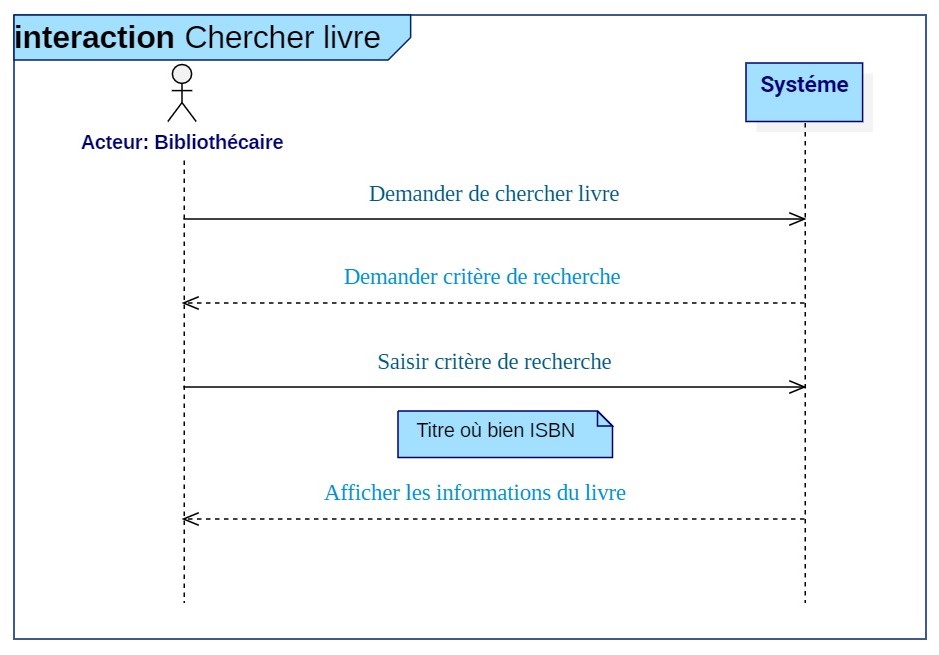 interaction Chercher livre
Systéme
Acteur: Bibliothécaire
Demander de chercher livre
Demander critère de recherche
Saisir critère de recherche
Titre où bien ISBN
Afficher les informations du livre